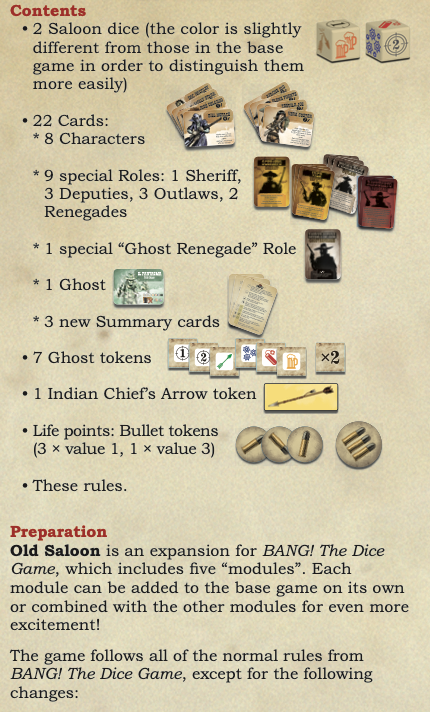 Contents
• 2 Saloon dice (the color is slightly
different from those in the base
game in order to distinguish them
more easily)
• 22 Cards:
* 8 Characters
* 9 special Roles: 1 Sheriff,
3 Deputies, 3 Outlaws, 2
Renegades
* 1 special “Ghost Renegade” Role
* 1 Ghost
* 3 new Summary cards
• 7 Ghost tokens
1
2
×2
• 1 Indian Chief’s Arrow token
• Life points: Bullet tokens
(3 × value 1, 1 × value 3)
• These rules.
Preparation
Old Saloon is an expansion for BANG! The Dice
Game, which includes five “modules”. Each
module can be added to the base game on its own
or combined with the other modules for even more
excitement!
The game follows all of the normal rules from
BANG! The Dice Game, except for the following
changes: